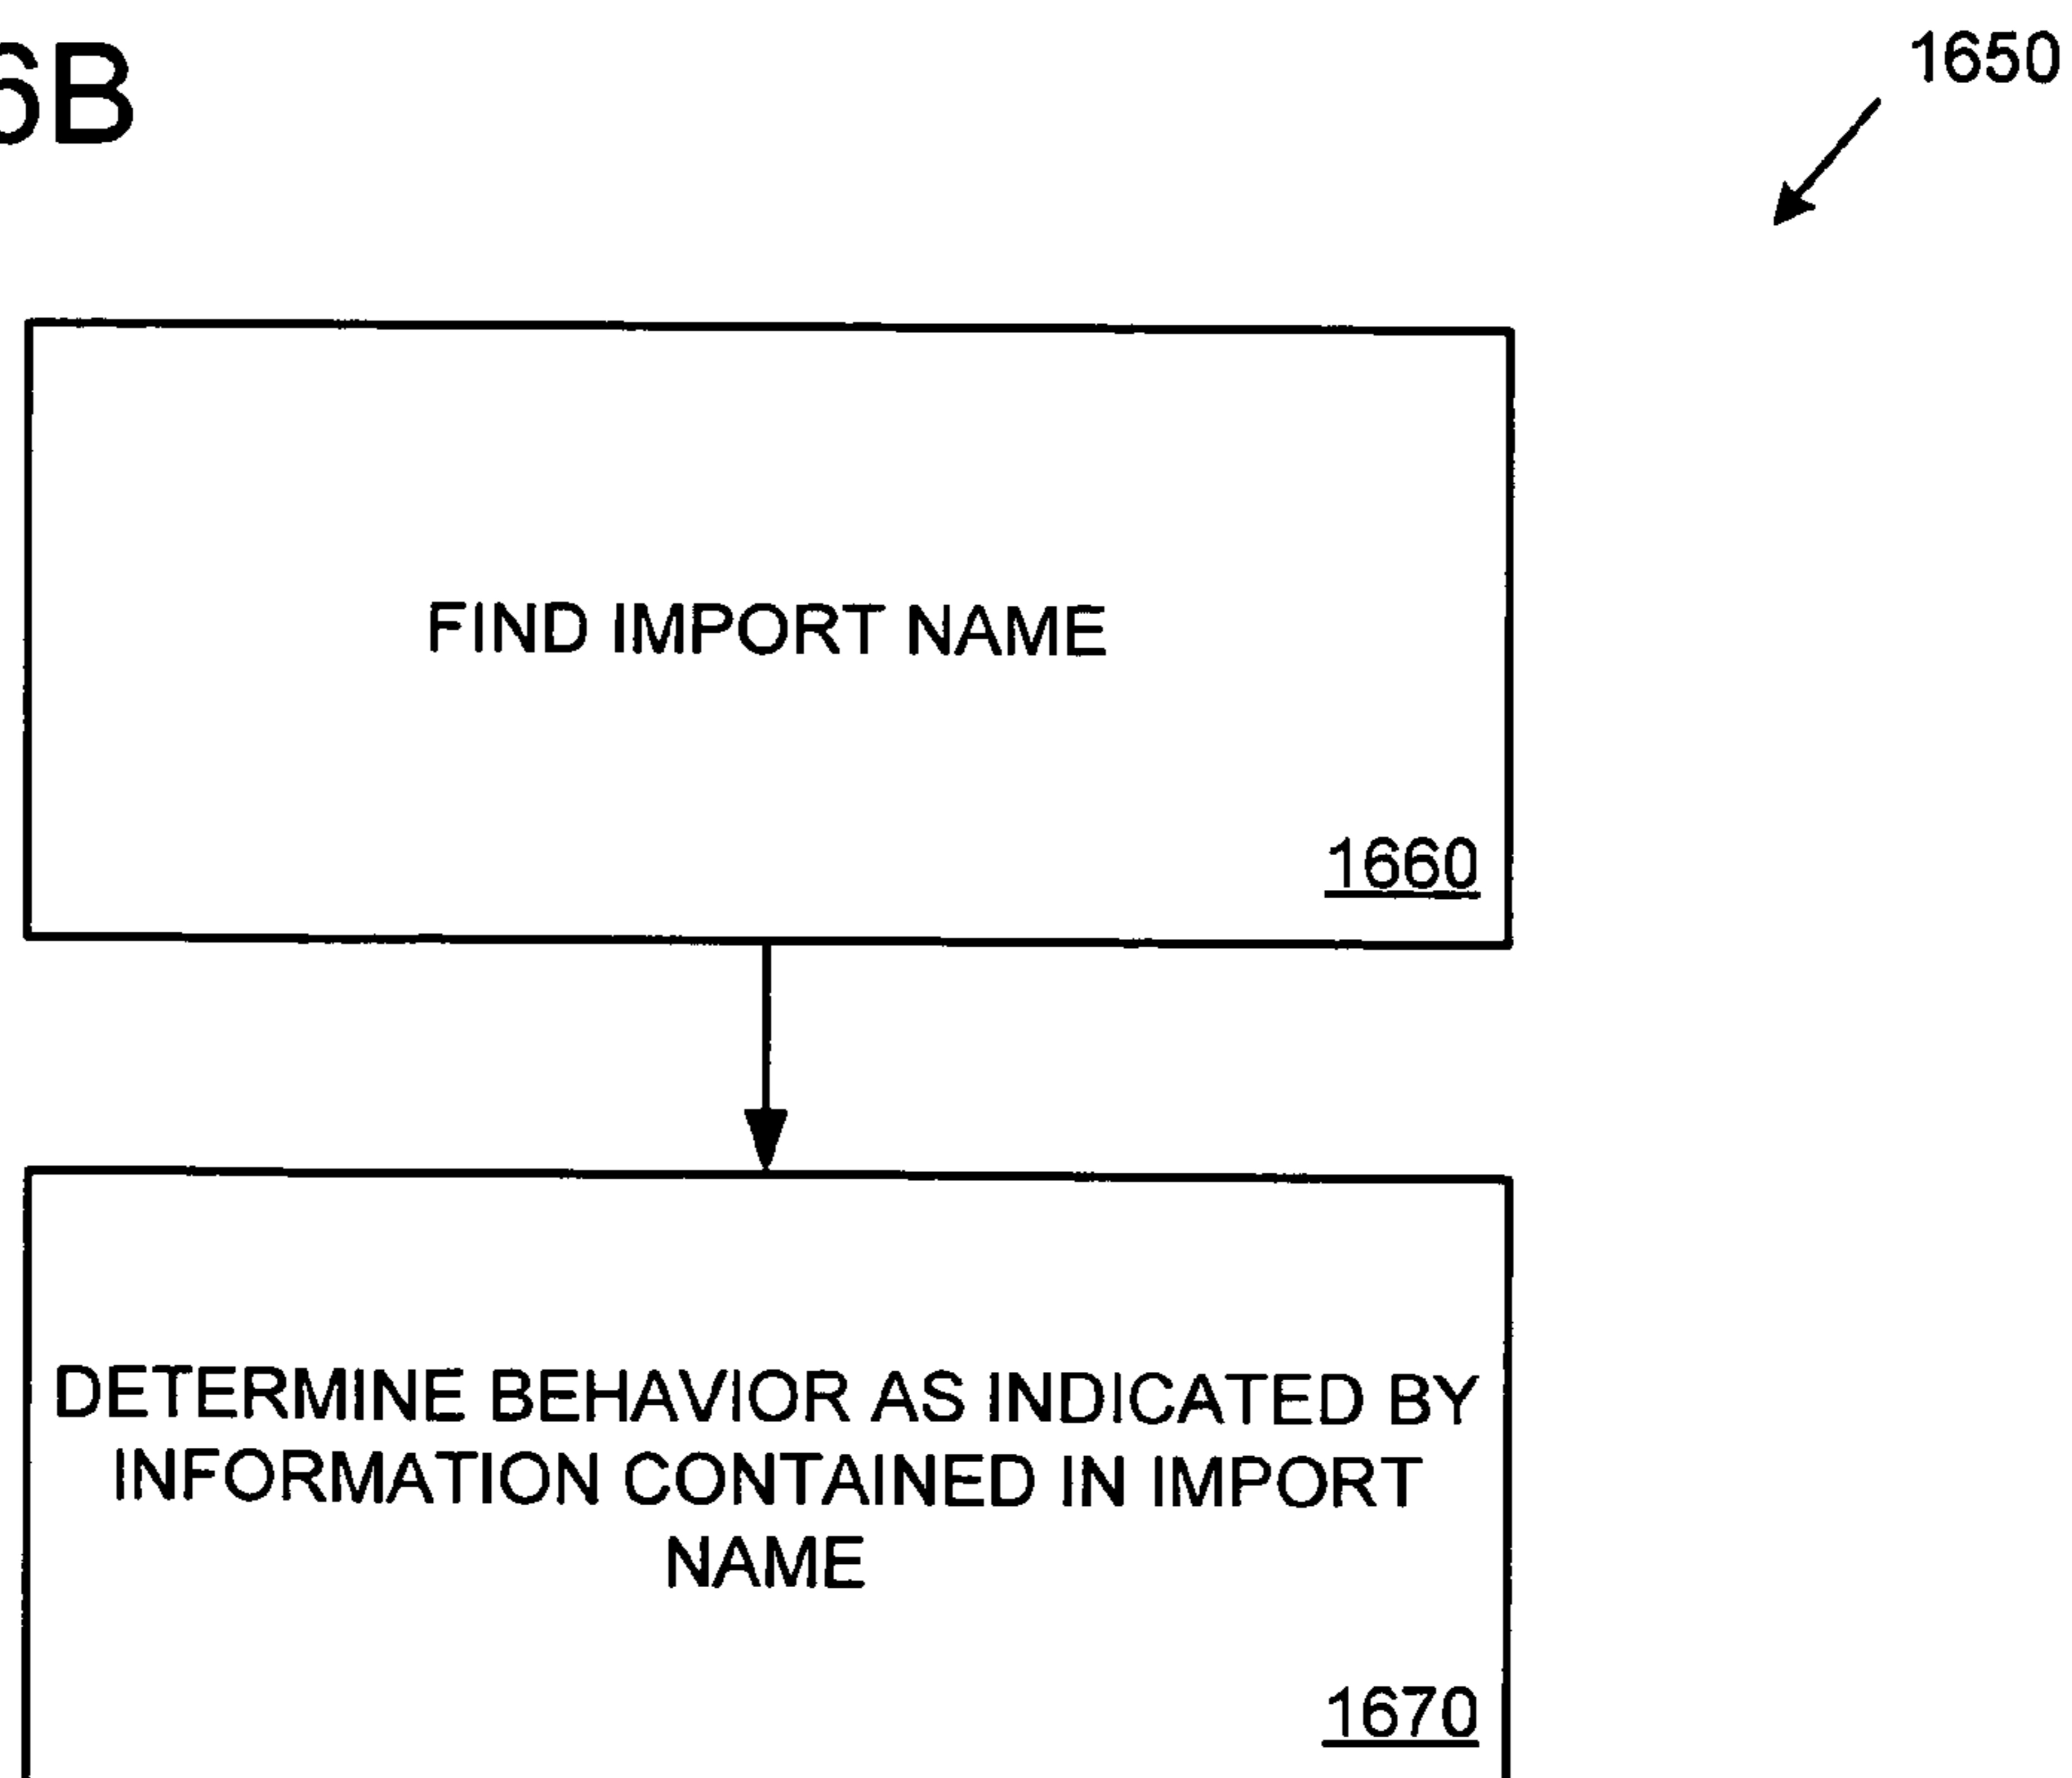 6B
1650
FIND IMPORT NAME
1660
DETERMINE BEHAVIOR AS INDICATED BY
INFORMATION CONTAINED IN IMPORT
NAME
1670